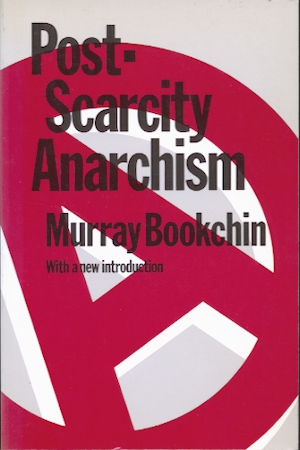 Post-
Scarcity
Anarchism
Murray Bookchin
With a new introduction